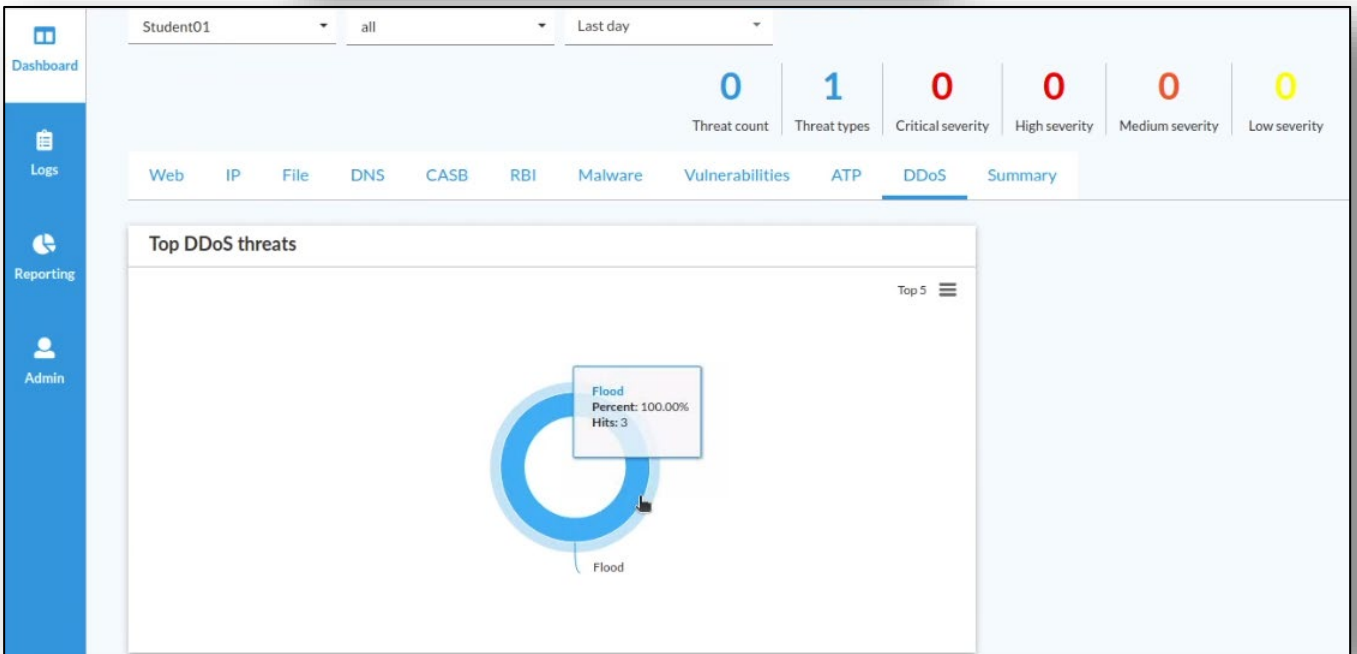 Student01 all Last day
Dashboard
0 1 0 0 0 0
Threat count Threat types Critical severity High severity Medium severity Low severity
Logs
Web IP File DNS CASB RBI Malware Vulnerabilities ATP DDoS Summary
Top DDoS threats
Reporting
Top 5
Admin
Flood
Percent: 100.00%
Hits: 3
Flood